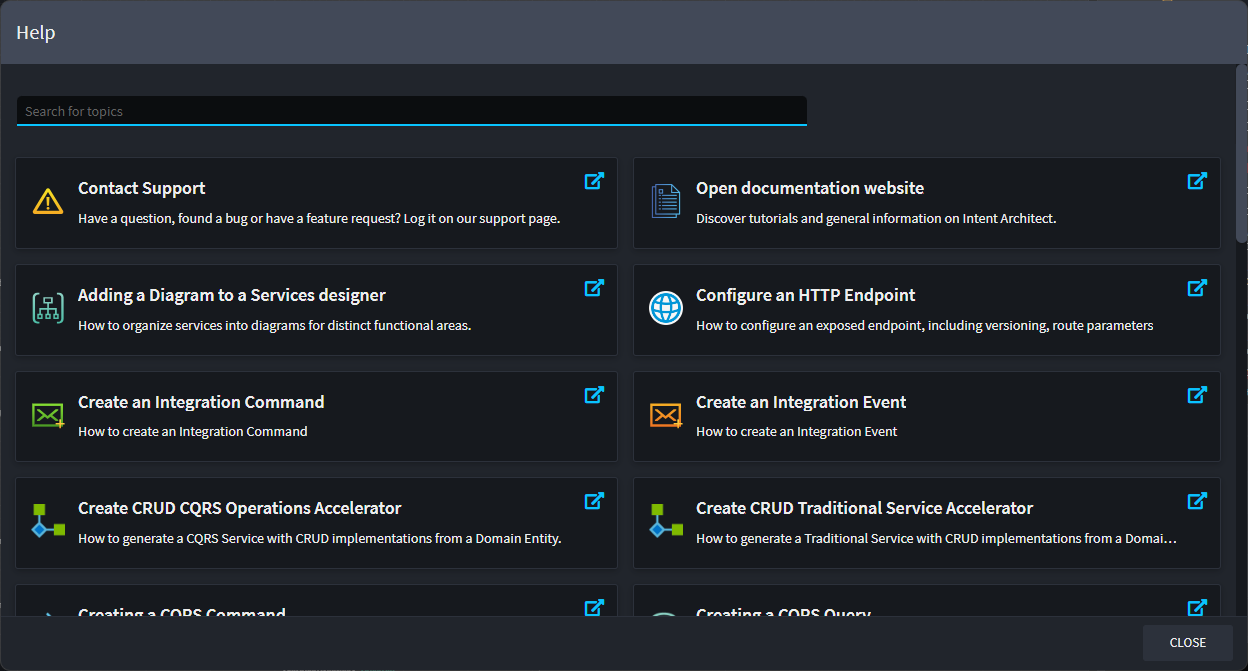 Help
Search for topics
Contact Support
Have a question, found a bug or have a feature request? Log it on our support page.
Open documentation website
Discover tutorials and general information on Intent Architect.
Adding a Diagram to a Services designer
How to organize services into diagrams for distinct functional areas.
Configure an HTTP Endpoint
How to configure an exposed endpoint, including versioning, route parameters
Create an Integration Command
How to create an Integration Command
Create an Integration Event
How to create an Integration Event
Create CRUD CQRS Operations Accelerator
How to generate a CQRS Service with CRUD implementations from a Domain Entity.
Create CRUD Traditional Service Accelerator
How to generate a Traditional Service with CRUD implementations from a Domai...
Creating a CQRS Command
Creating a CQRS Query
CLOSE